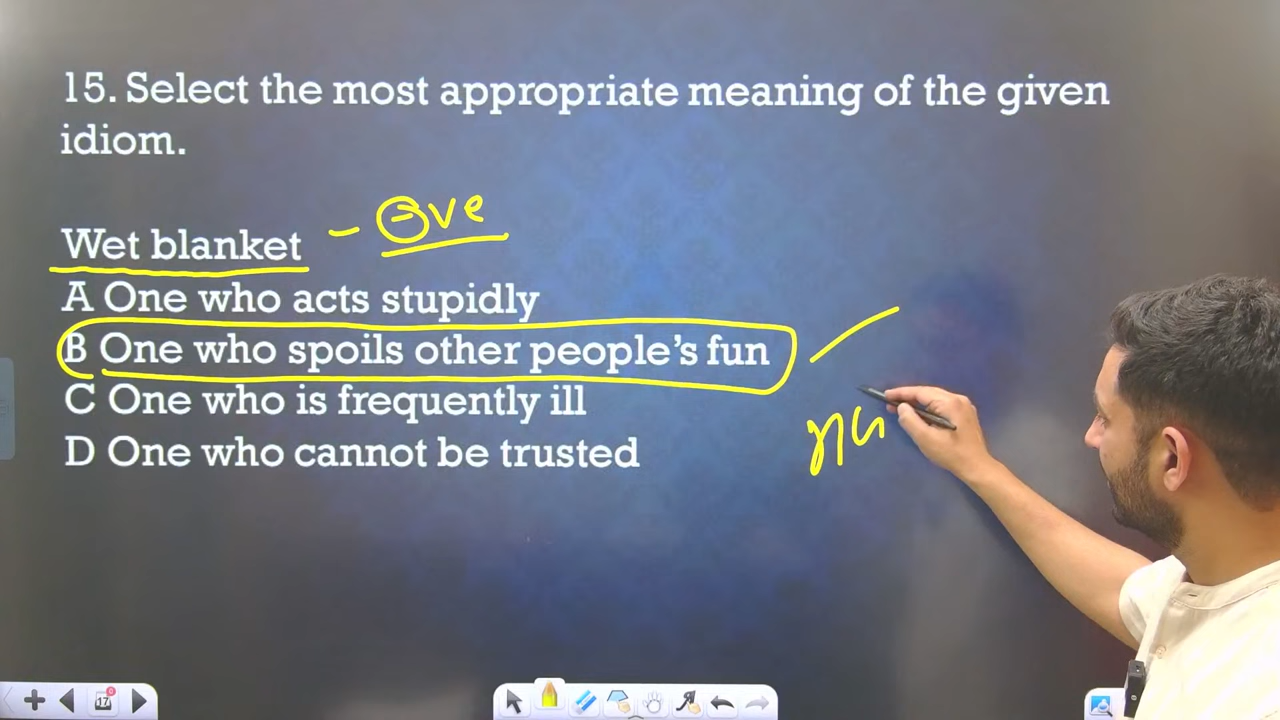 15. Select the most appropriate meaning of the given
idiom.
Wet blanket - ⊖ve
A One who acts stupidly
B One who spoils other people's fun
C One who is frequently ill
D One who cannot be trusted
17